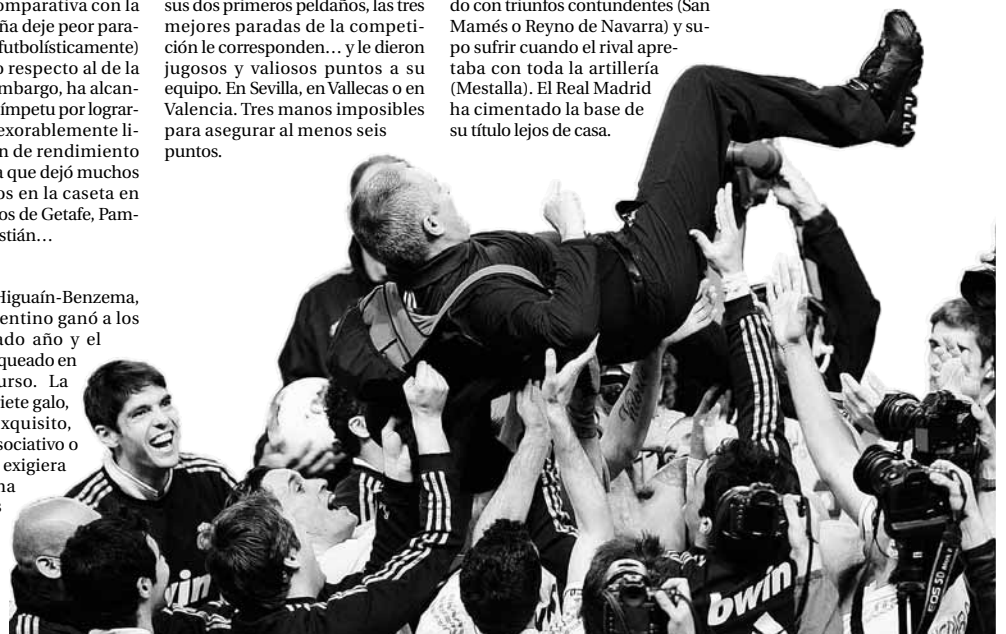 omparativa con la
ña deje peor para-
futbolísticamente)
o respecto al de la
mbargo, ha alcan-
ímpetu por lograr-
exorablemente li-
n de rendimiento
a que dejó muchos
os en la caseta en
os de Getafe, Pam-
stián…
Higuaín-Benzema,
entino ganó a los
ado año y el
queado en
urso. La
iete galo,
xquisito,
sociativo o
exigiera
na
s
sus dos primeros peldaños, las tres
mejores paradas de la competi-
ción le corresponden… y le dieron
jugosos y valiosos puntos a su
equipo. En Sevilla, en Vallecas o en
Valencia. Tres manos imposibles
para asegurar al menos seis
puntos.
do con triunfos contundentes (San
Mamés o Reyno de Navarra) y su-
po sufrir cuando el rival apre-
taba con toda la artillería
(Mestalla). El Real Madrid
ha cimentado la base de
su título lejos de casa.
bwin
win
EOS 5D